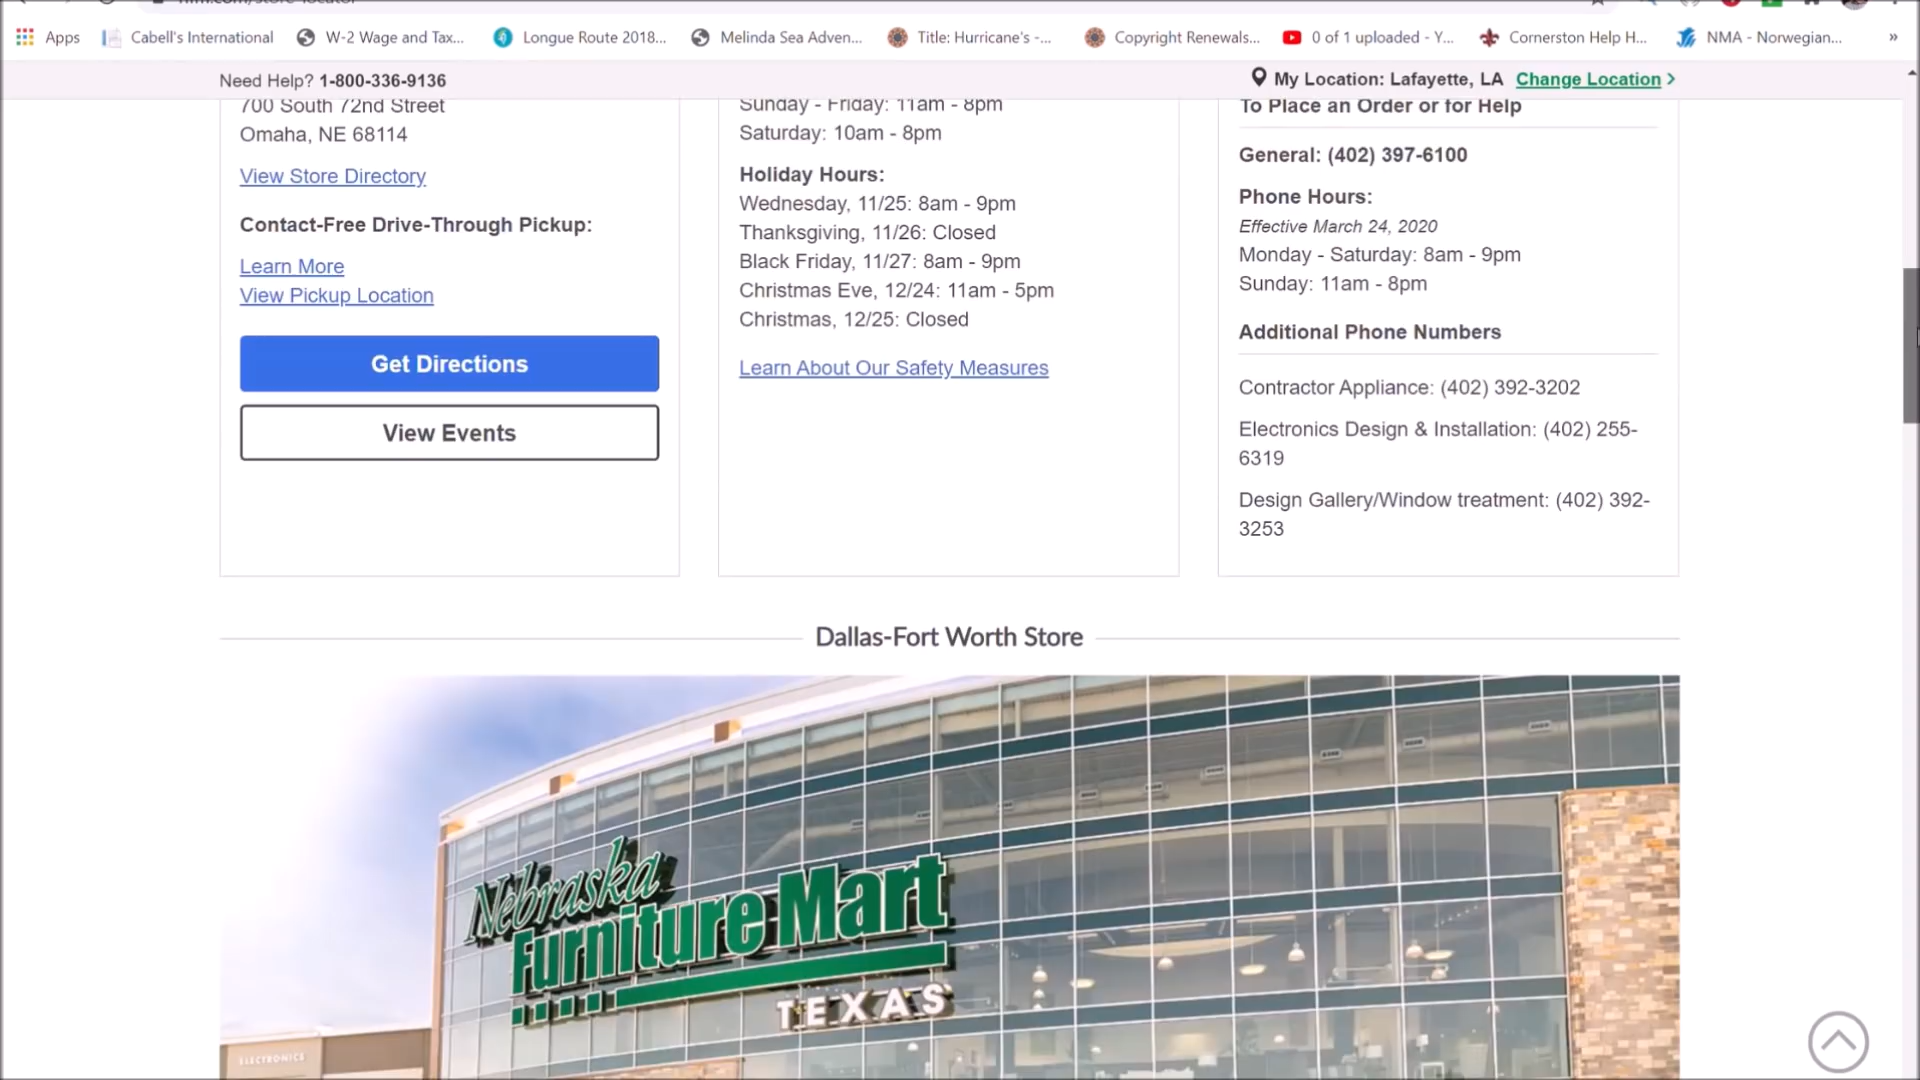 Apps
Cabell's International
W-2 Wage and Tax...
Longue Route 2018...
Melinda Sea Adven...
Title: Hurricane's -...
Copyright Renewals...
0 of 1 uploaded - Y...
Cornerston Help H...
NMA - Norwegian...
»
Need Help? 1-800-336-9136
My Location: Lafayette, LA Change Location >
700 South 72nd Street
Omaha, NE 68114
View Store Directory
Contact-Free Drive-Through Pickup:
Learn More
View Pickup Location
Get Directions
View Events
Sunday - Friday: 11am - 8pm
Saturday: 10am - 8pm
Holiday Hours:
Wednesday, 11/25: 8am - 9pm
Thanksgiving, 11/26: Closed
Black Friday, 11/27: 8am - 9pm
Christmas Eve, 12/24: 11am - 5pm
Christmas, 12/25: Closed
Learn About Our Safety Measures
To Place an Order or for Help
General: (402) 397-6100
Phone Hours:
Effective March 24, 2020
Monday - Saturday: 8am - 9pm
Sunday: 11am - 8pm
Additional Phone Numbers
Contractor Appliance: (402) 392-3202
Electronics Design & Installation: (402) 255-
6319
Design Gallery/Window treatment: (402) 392-
3253
Dallas-Fort Worth Store
Nebraska
Furniture Mart
TEXAS
ELECTRONICS